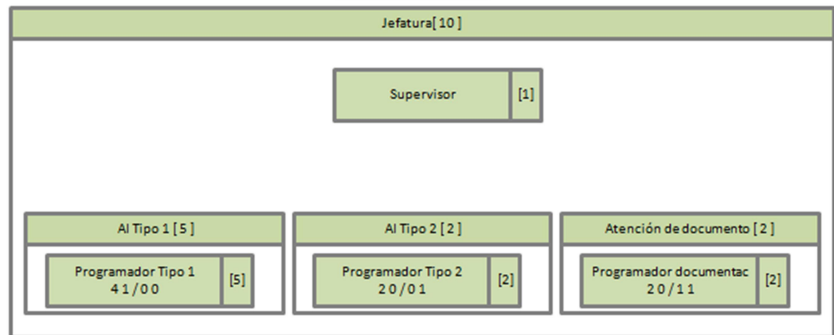 Jefatura[ 10 ]
Supervisor [1]
AI Tipo 1 [ 5 ]
Programador Tipo 1
4 1 / 0 0
[5]
AI Tipo 2 [ 2 ]
Programador Tipo 2
2 0 / 0 1
[2]
Atención de documento [ 2 ]
Programador documentac
2 0 / 1 1
[2]